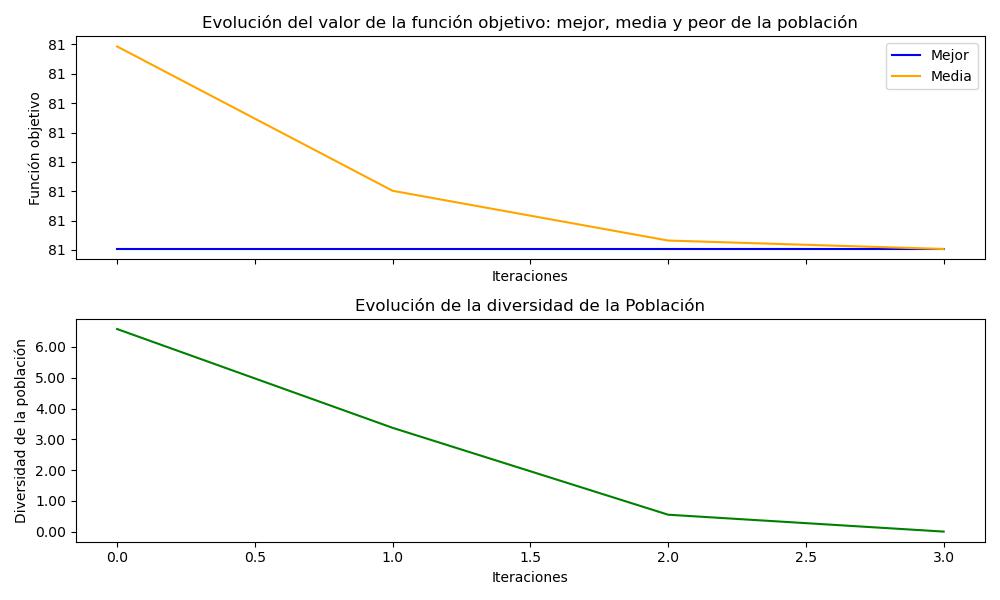 Evolución del valor de la función objetivo: mejor, media y peor de la población
81
81
81
81
81
81
81
81
Función objetivo
Mejor
Media
Iteraciones
Evolución de la diversidad de la Población
6.00
5.00
4.00
3.00
2.00
1.00
0.00
Diversidad de la población
0.0 0.5 1.0 1.5 2.0 2.5 3.0
Iteraciones